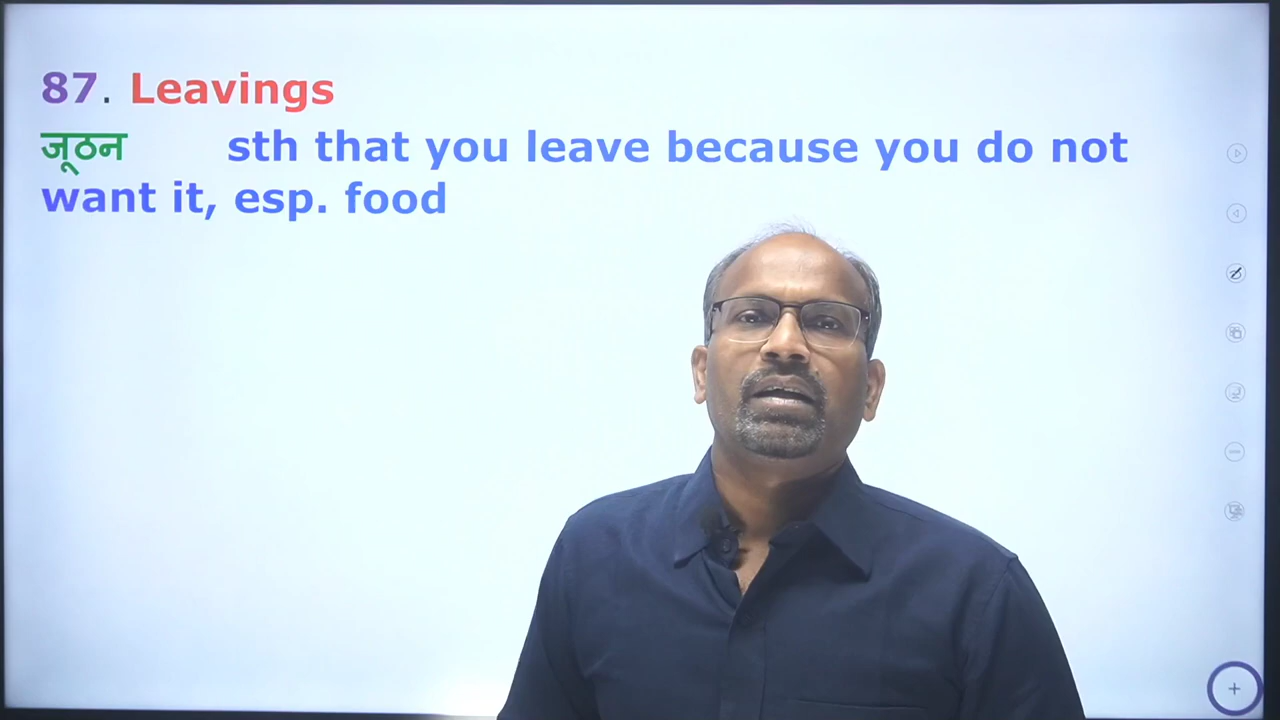 87. Leavings
जूठन sth that you leave because you do not
want it, esp. food